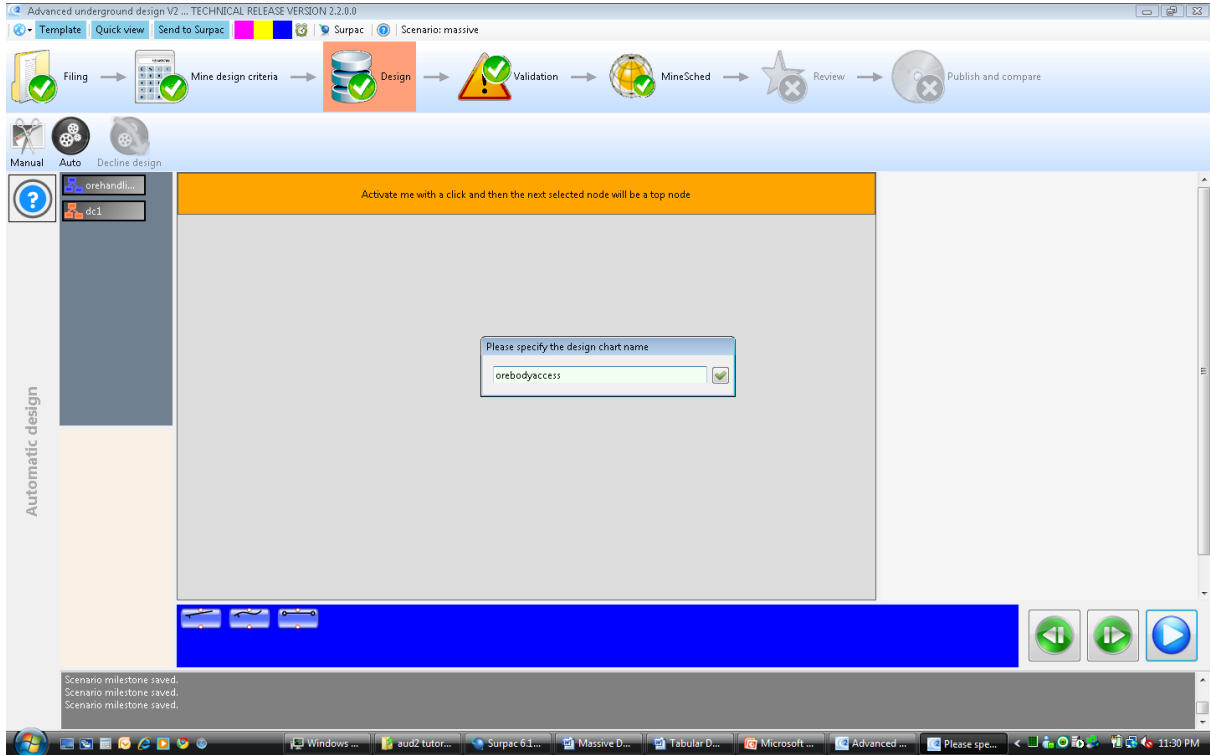 Advanced underground design V2 ... TECHNICAL RELEASE VERSION 2.2.0.0
Template Quick view Send to Surpac Surpac Scenario: massive
Filing Mine design criteria Design Validation MineSched Review Publish and compare
Manual Auto Decline design
orehandli...
dc1
Activate me with a click and then the next selected node will be a top node
Please specify the design chart name
orebodyaccess
Automatic design
Scenario milestone saved.
Scenario milestone saved.
Scenario milestone saved.
Windows ... aud2 tutor... Surpac 6.1... Massive D... Tabular D... Microsoft ... Advanced ... Please spe... 11:30 PM